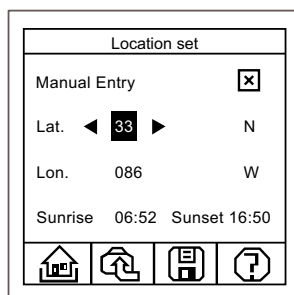 Location set
Manual Entry
Lat. 33 N
Lon. 086 W
Sunrise 06:52 Sunset 16:50
?